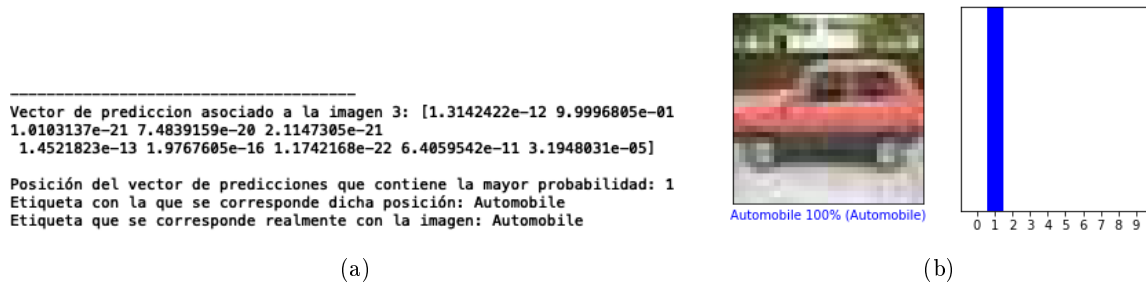 --------------------------------------
Vector de prediccion asociado a la imagen 3: [1.3142422e-12 9.9996805e-01
1.0103137e-21 7.4839159e-20 2.1147305e-21
1.4521823e-13 1.9767605e-16 1.1742168e-22 6.4059542e-11 3.1948031e-05]
Posición del vector de predicciones que contiene la mayor probabilidad: 1
Etiqueta con la que se corresponde dicha posición: Automobile
Etiqueta que se corresponde realmente con la imagen: Automobile
(a)
Automobile 100% (Automobile)
0 1 2 3 4 5 6 7 8 9
(b)